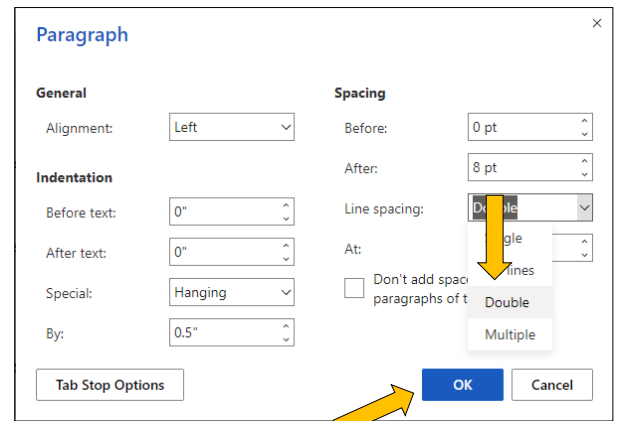 Paragraph
General
Alignment: Left
Indentation
Before text: 0"
After text: 0"
Special: Hanging
By: 0.5"
Tab Stop Options
Spacing
Before: 0 pt
After: 8 pt
Line spacing:
At:
Don't add
paragraphs of
lines
Double
Multiple
OK
Cancel